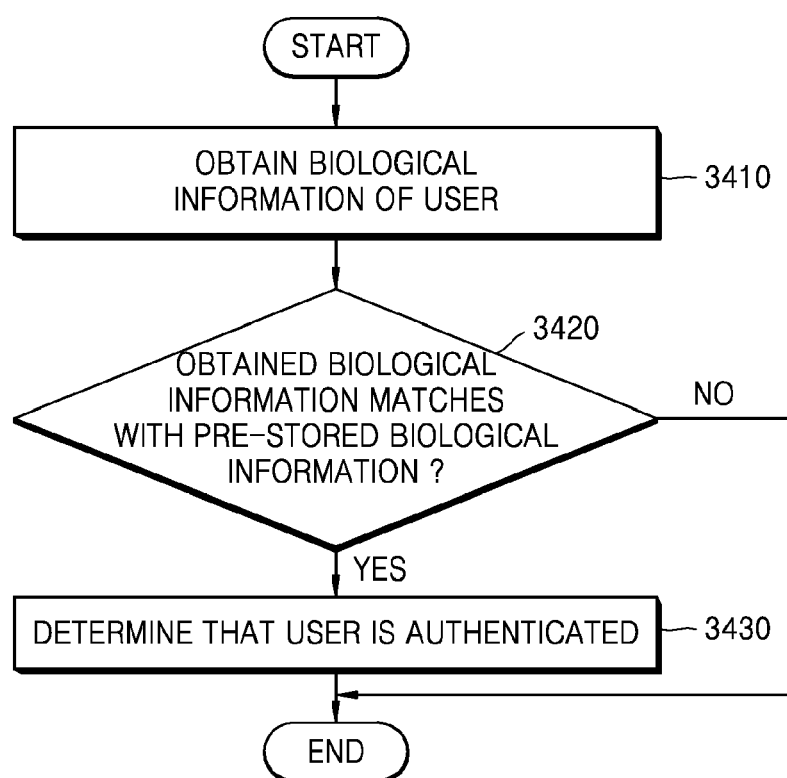 START
OBTAIN BIOLOGICAL
INFORMATION OF USER
3410
3420
OBTAINED BIOLOGICAL
INFORMATION MATCHES
WITH PRE-STORED BIOLOGICAL
INFORMATION ?
NO
YES
DETERMINE THAT USER IS AUTHENTICATED
3430
END